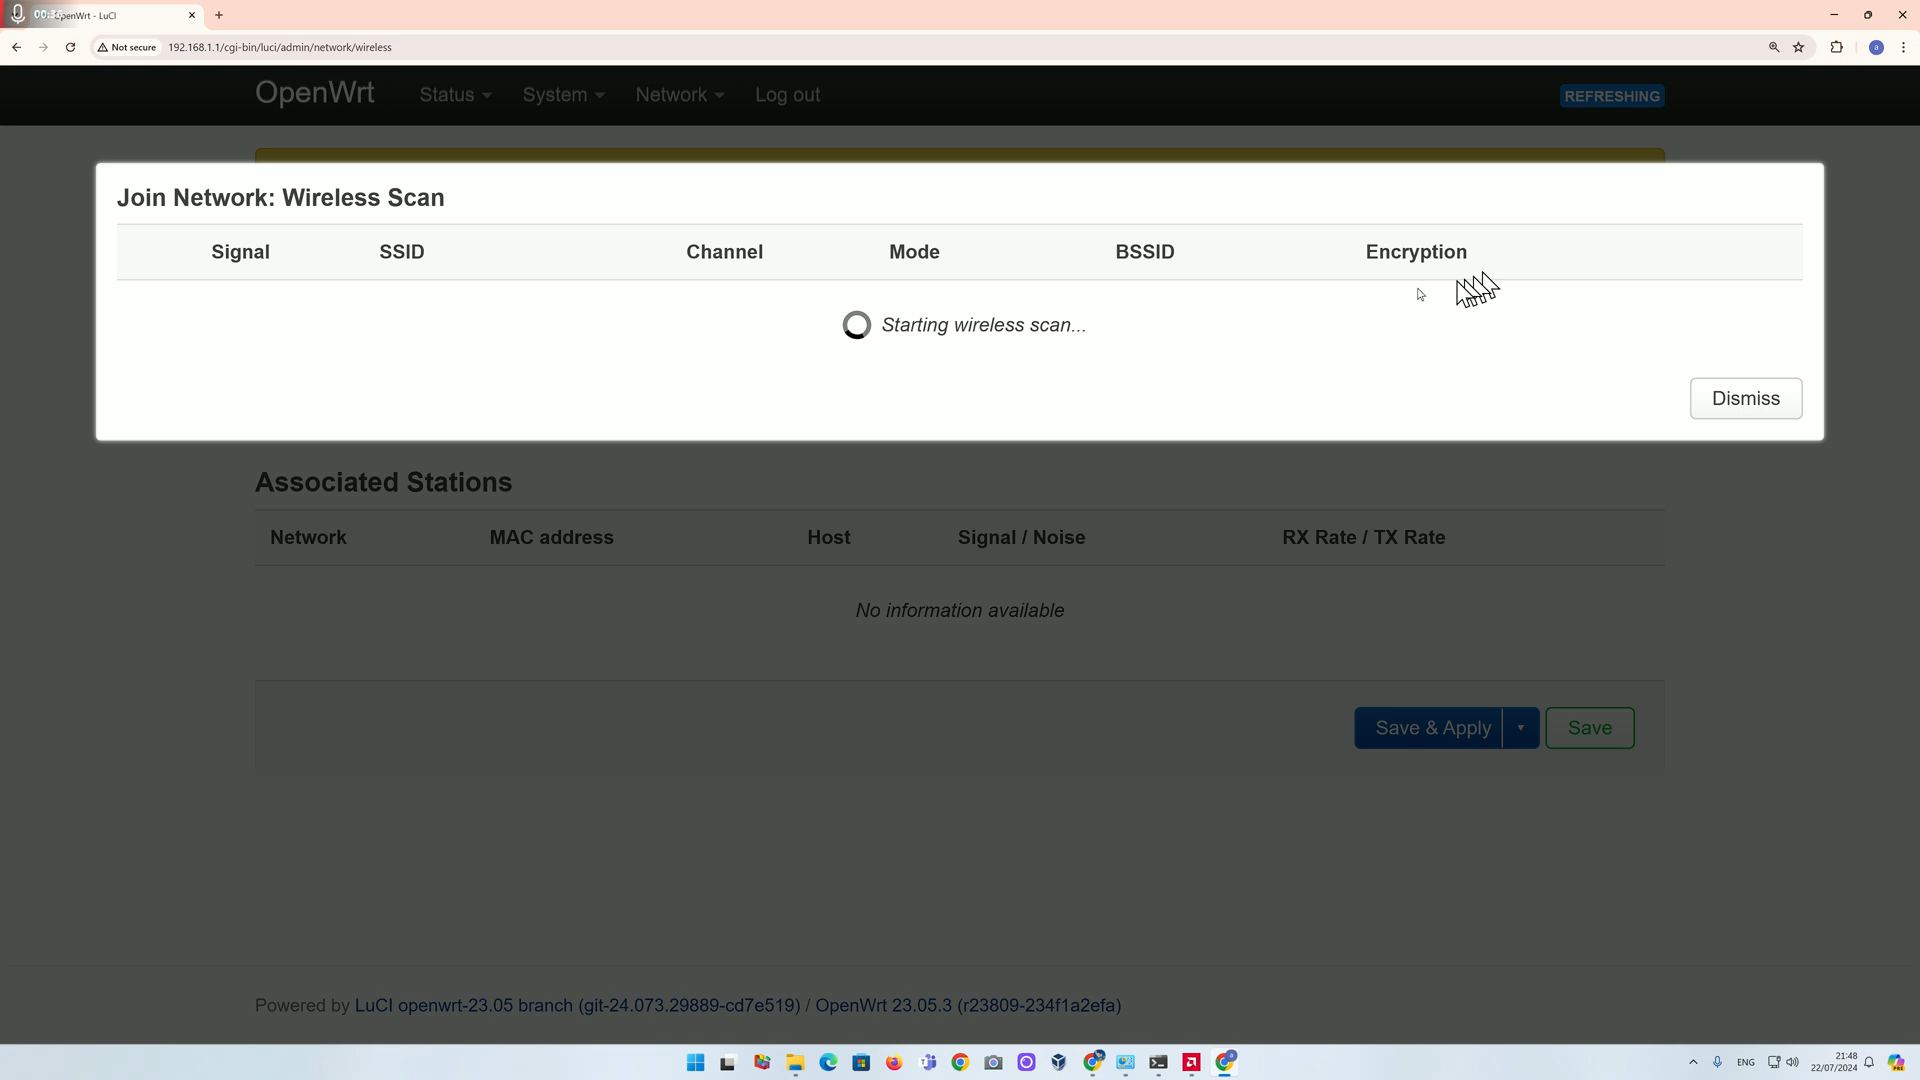 OpenWrt - LuCI
Not secure 192.168.1.1/cgi-bin/luci/admin/network/wireless
a
OpenWrt Status System Network Log out REFRESHING
Join Network: Wireless Scan
Signal SSID Channel Mode BSSID Encryption
Starting wireless scan...
Dismiss
Associated Stations
Network MAC address Host Signal / Noise RX Rate / TX Rate
No information available
Save & Apply Save
Powered by LuCI openwrt-23.05 branch (git-24.073.29889-cd7e519) / OpenWrt 23.05.3 (r23809-234f1a2efa)
ENG 21:48
22/07/2024